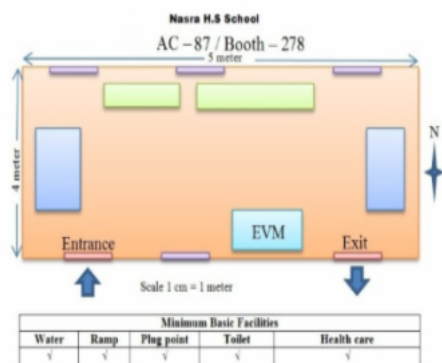 Nasra H.S School
AC – 87 / Booth – 278
5 meter
4 meter
N
EVM
Entrance
Exit
Scale 1 cm = 1 meter
Minimum Basic Facilities
Water Ramp Plug point Toilet Health care
√ √ √ √